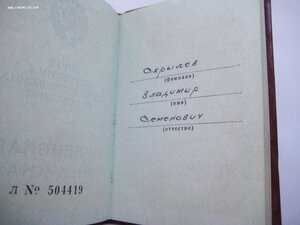 Скрылев
(фамилия)
Владимир
(имя)
Семенович
(отчество)
Л № 504419